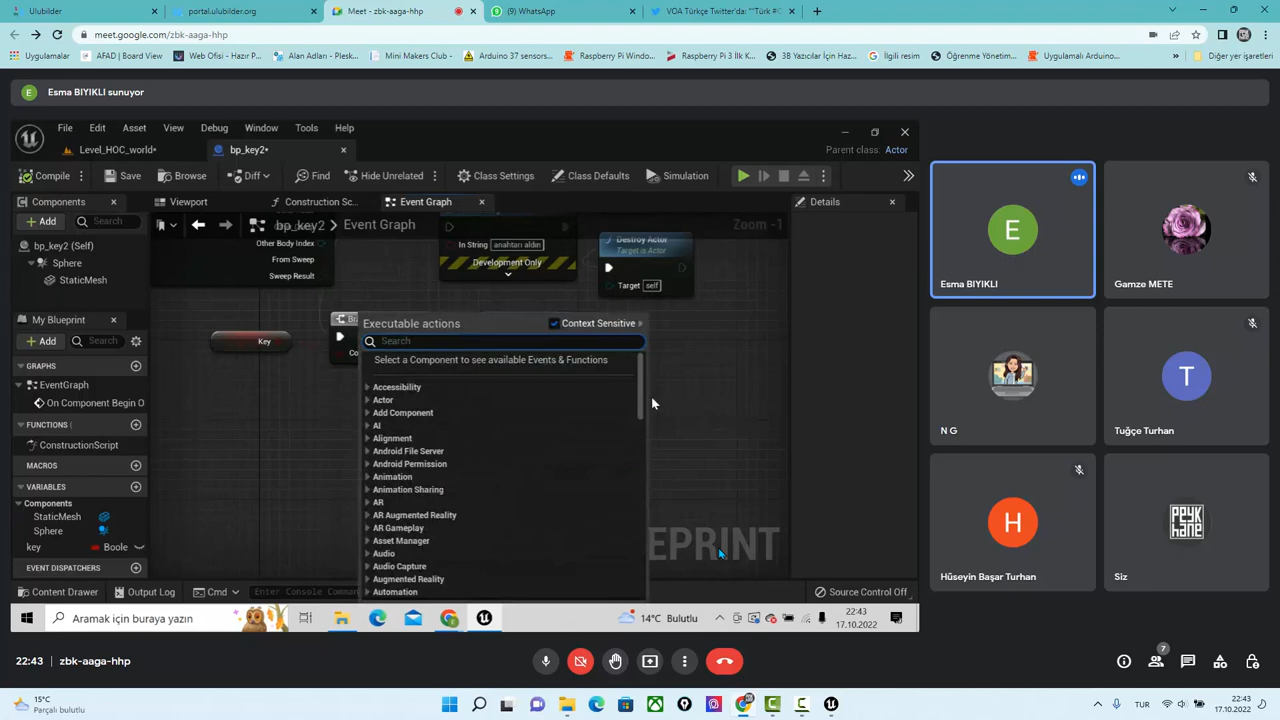 Ulubilder
portal.ulubilder.org
Meet - zbk-aaga-hhp
(9) WhatsApp
VOA Türkçe Twitter'da: "'Türk #C
meet.google.com/zbk-aaga-hhp
Uygulamalar
AFAD | Board View
Web Ofisi - Hazır P...
Alan Adları - Plesk...
Mini Makers Club -
Arduino 37 sensors...
Raspberry Pi Windo...
Raspberry Pi 3 İlk K...
3B Yazıcılar İçin Haz...
İlgili resim
Öğrenme Yönetim...
Uygulamalı Arduino...
Diğer yer işaretleri
E
Esma BIYIKLI sunuyor
File Edit Asset View Debug Window Tools Help
Level_HOC_world*
bp_key2*
Parent class: Actor
Compile
Save
Browse
Diff
Find
Hide Unrelated
Class Settings
Class Defaults
Simulation
Components
Viewport
Construction Sc...
Event Graph
Details
Add
Search
bp_key2 > Event Graph
Zoom -1
bp_key2 (Self)
Sphere
StaticMesh
Other Body Index
From Sweep
Sweep Result
In String anahtarı aldın
Development Only
Destroy Actor
Target is Actor
Target self
My Blueprint
Add
Search
GRAPHS
EventGraph
On Component Begin O
FUNCTIONS (
ConstructionScript
MACROS
VARIABLES
Components
StaticMesh
Sphere
key
Boole
EVENT DISPATCHERS
Key
Bra
Co
Executable actions
Context Sensitive
Search
Select a Component to see available Events & Functions
Accessibility
Actor
Add Component
AI
Alignment
Android File Server
Android Permission
Animation
Animation Sharing
AR
AR Augmented Reality
AR Gameplay
Asset Manager
Audio
Audio Capture
Augmented Reality
Automation
EPRINT
Content Drawer
Output Log
Cmd
Enter Console Comma
Source Control Off
Aramak için buraya yazın
14°C Bulutlu
22:43
17.10.2022
E
Esma BIYIKLI
Gamze METE
N G
T
Tuğçe Turhan
H
Hüseyin Başar Turhan
PSYK
HANE
Siz
22:43
zbk-aaga-hhp
7
15°C
Parçalı bulutlu
TUR
22:43
17.10.2022